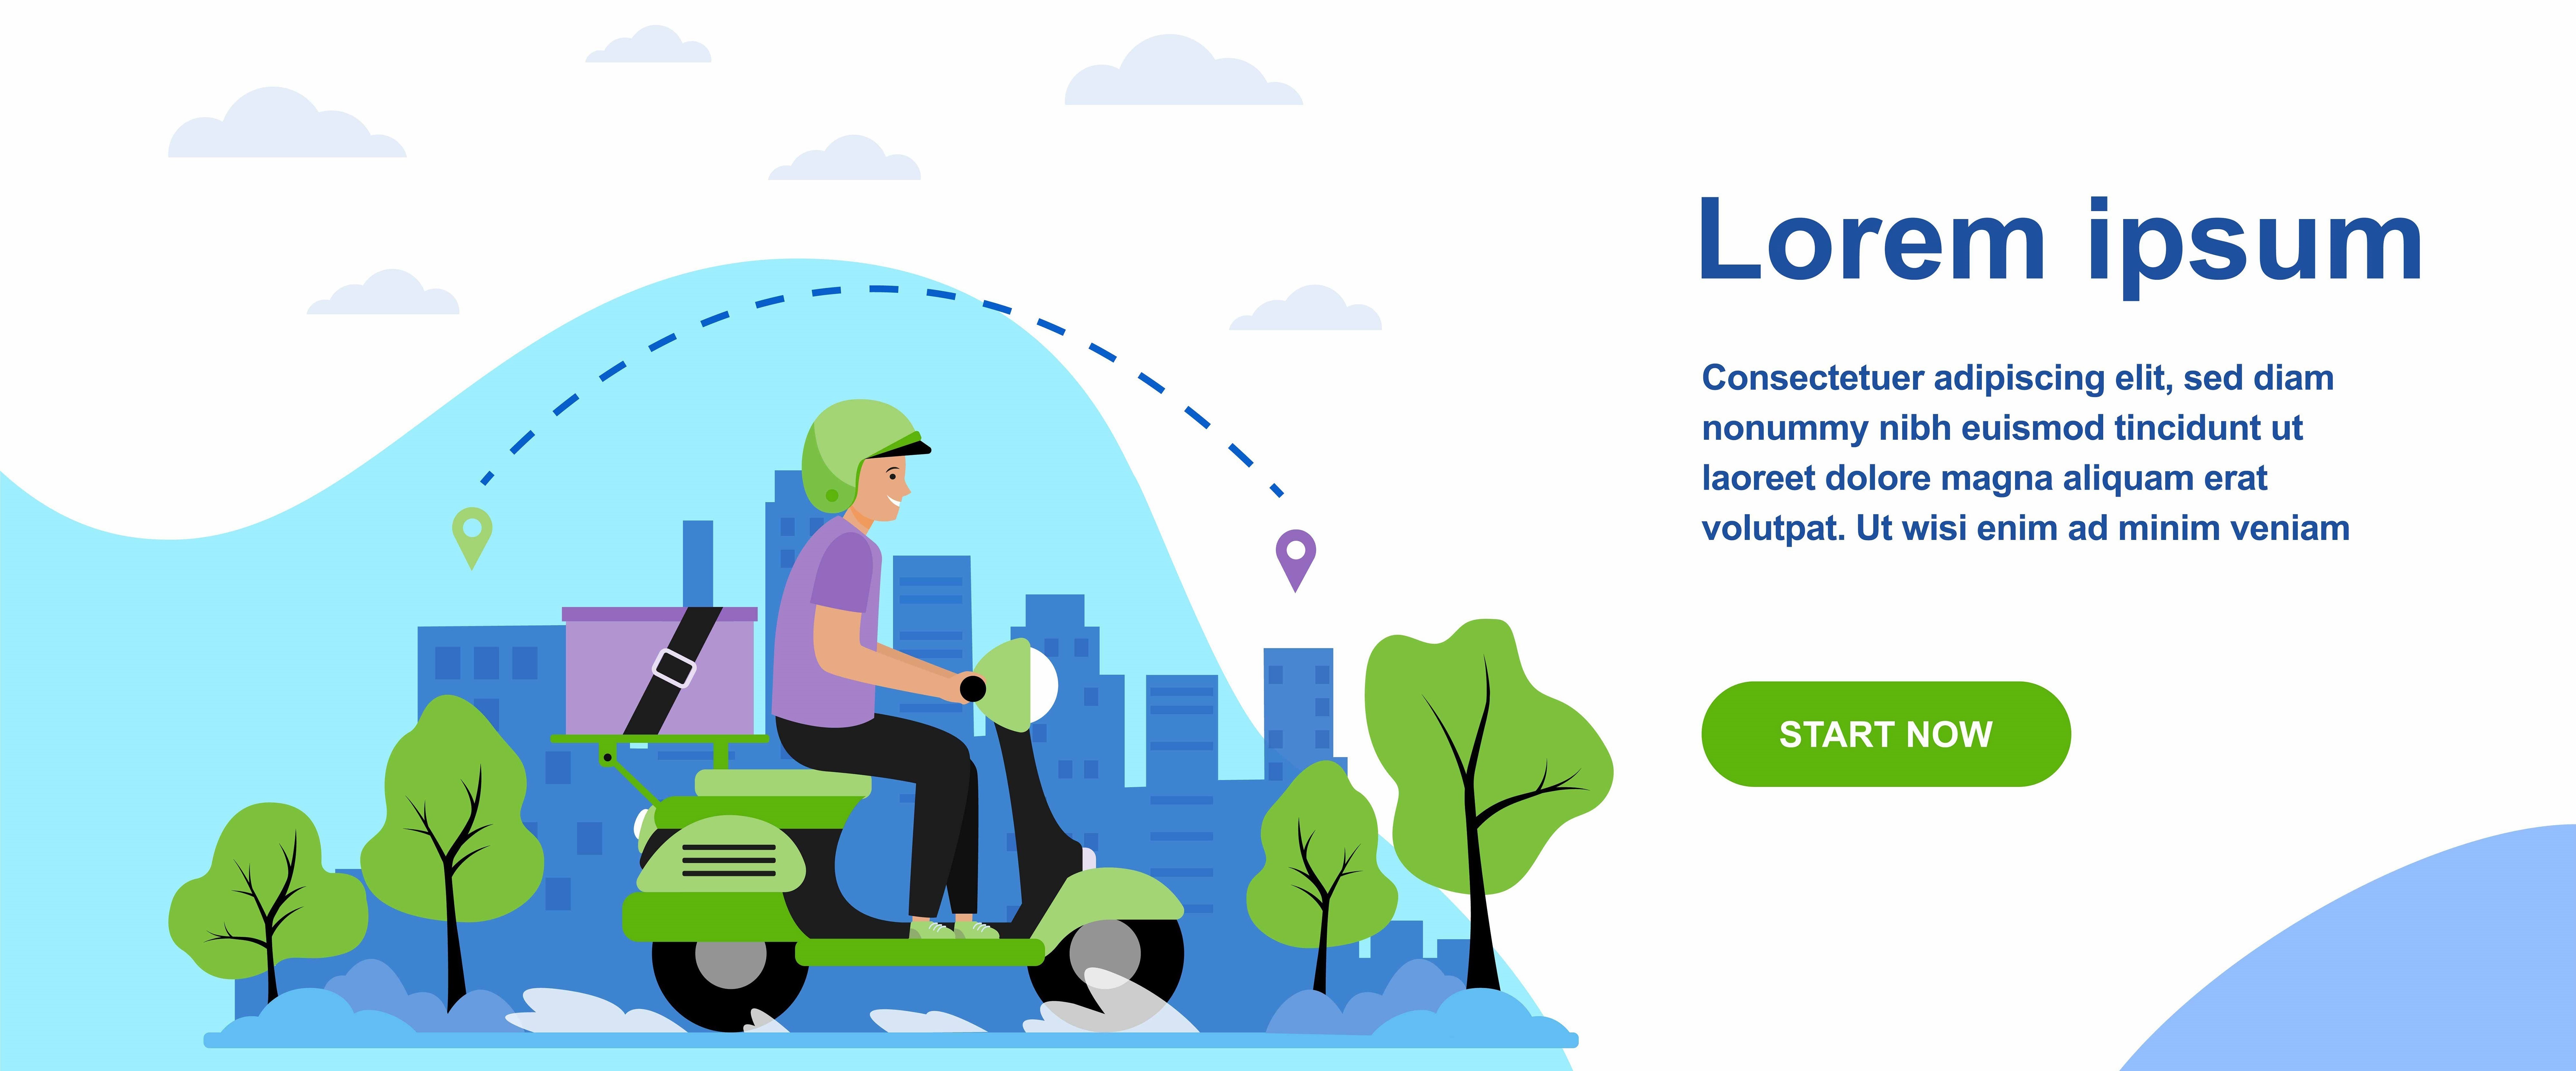 Lorem ipsum
Consectetuer adipiscing elit, sed diam
nonummy nibh euismod tincidunt ut
laoreet dolore magna aliquam erat
volutpat. Ut wisi enim ad minim veniam
START NOW